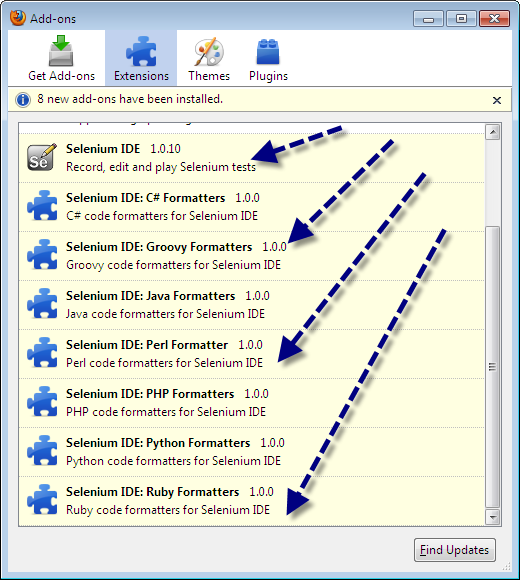 Add-ons
Get Add-ons Extensions Themes Plugins
8 new add-ons have been installed.
Se
Selenium IDE 1.0.10
Record, edit and play Selenium tests
Selenium IDE: C# Formatters 1.0.0
C# code formatters for Selenium IDE
Selenium IDE: Groovy Formatters 1.0.0
Groovy code formatters for Selenium IDE
Selenium IDE: Java Formatters 1.0.0
Java code formatters for Selenium IDE
Selenium IDE: Perl Formatter 1.0.0
Perl code formatters for Selenium IDE
Selenium IDE: PHP Formatters 1.0.0
PHP code formatters for Selenium IDE
Selenium IDE: Python Formatters 1.0.0
Python code formatters for Selenium IDE
Selenium IDE: Ruby Formatters 1.0.0
Ruby code formatters for Selenium IDE
Find Updates